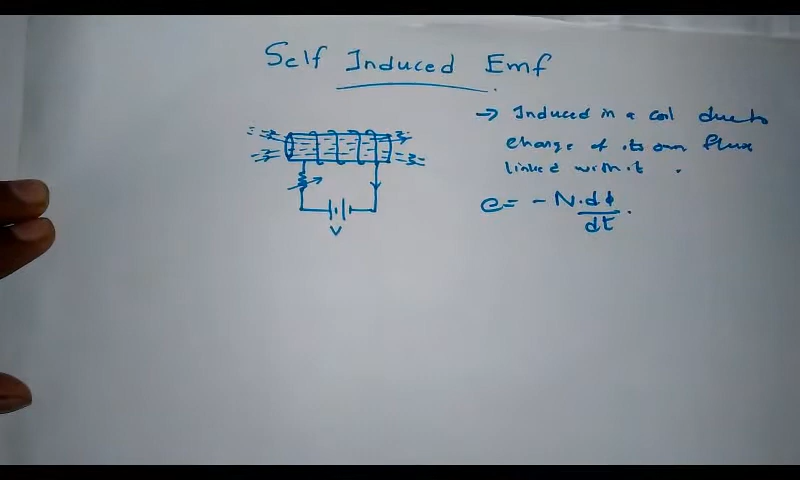 Self Induced Emf
→ Induced in a coil due to
change of its own flux
linked with it.
e = - N. dϕ/dt.
V